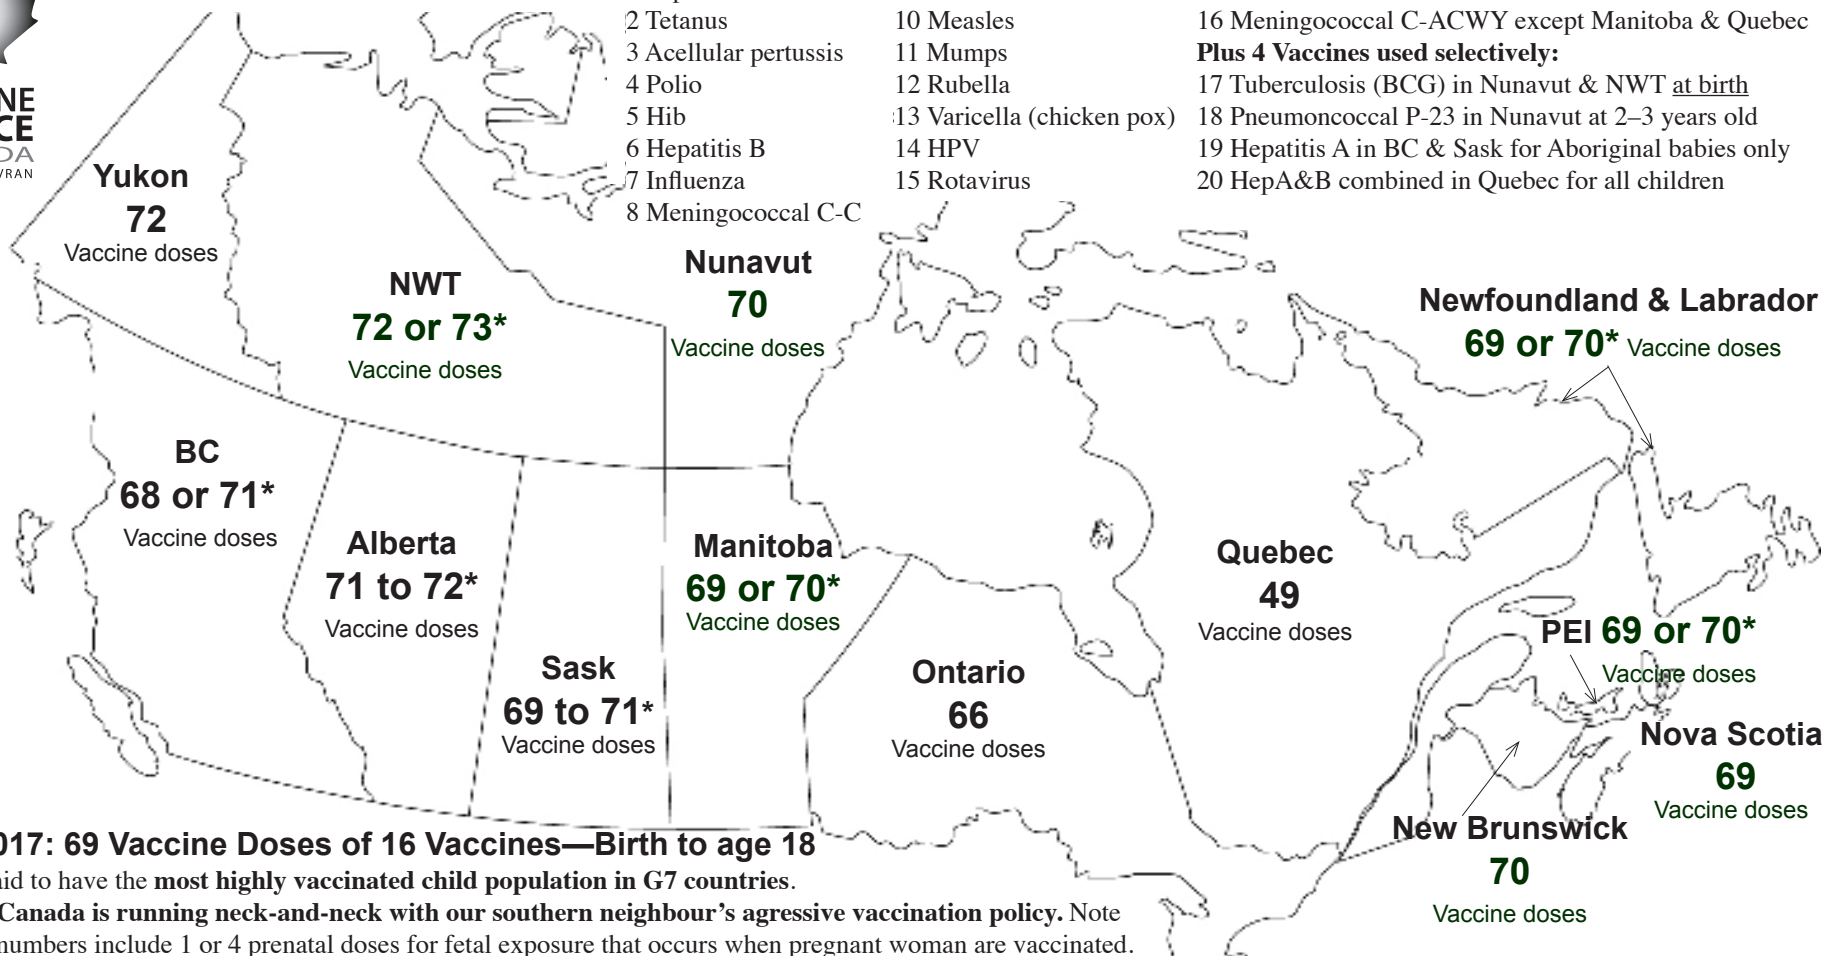 2 Tetanus
3 Acellular pertussis
4 Polio
5 Hib
6 Hepatitis B
7 Influenza
8 Meningococcal C-C
10 Measles
11 Mumps
12 Rubella
13 Varicella (chicken pox)
14 HPV
15 Rotavirus
16 Meningococcal C-ACWY except Manitoba & Quebec
Plus 4 Vaccines used selectively:
17 Tuberculosis (BCG) in Nunavut & NWT at birth
18 Pneumoncoccal P-23 in Nunavut at 2–3 years old
19 Hepatitis A in BC & Sask for Aboriginal babies only
20 HepA&B combined in Quebec for all children
NE
CE
DA
VRAN
Yukon
72
Vaccine doses
NWT
72 or 73*
Vaccine doses
Nunavut
70
Vaccine doses
Newfoundland & Labrador
69 or 70* Vaccine doses
BC
68 or 71*
Vaccine doses
Alberta
71 to 72*
Vaccine doses
Sask
69 to 71*
Vaccine doses
Manitoba
69 or 70*
Vaccine doses
Ontario
66
Vaccine doses
Quebec
49
Vaccine doses
PEI 69 or 70*
Vaccine doses
Nova Scotia
69
Vaccine doses
New Brunswick
70
Vaccine doses
017: 69 Vaccine Doses of 16 Vaccines—Birth to age 18
aid to have the most highly vaccinated child population in G7 countries.
Canada is running neck-and-neck with our southern neighbour's agressive vaccination policy. Note
numbers include 1 or 4 prenatal doses for fetal exposure that occurs when pregnant woman are vaccinated.